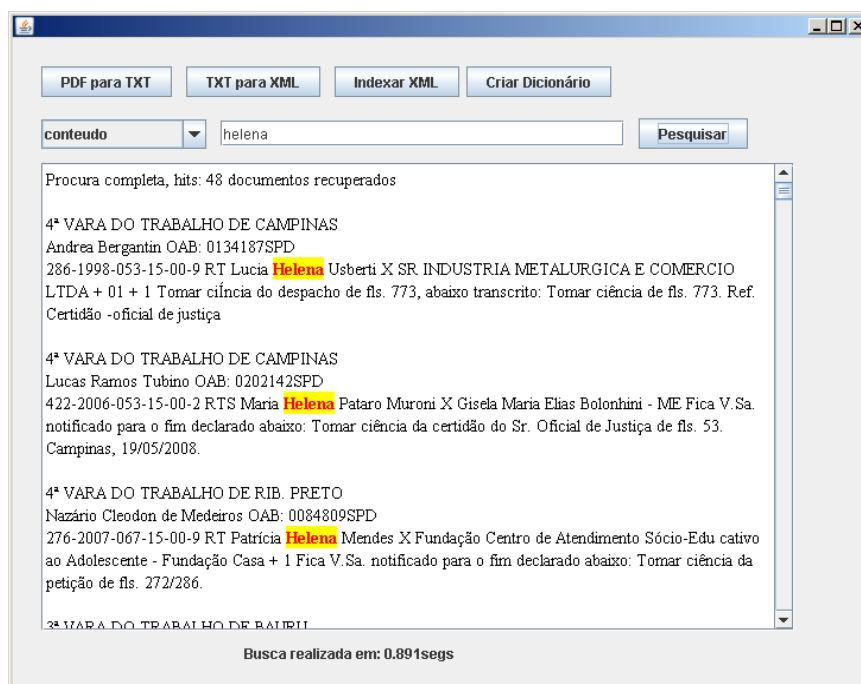 PDF para TXT TXT para XML Indexar XML Criar Dicionário
conteudo helena Pesquisar
Procura completa, hits: 48 documentos recuperados
4ª VARA DO TRABALHO DE CAMPINAS
Andrea Bergantin OAB: 0134187SPD
286-1998-053-15-00-9 RT Lucia Helena Usberti X SR INDUSTRIA METALURGICA E COMERCIO
LTDA + 01 + 1 Tomar ciÍncia do despacho de fls. 773, abaixo transcrito: Tomar ciência de fls. 773. Ref.
Certidão -oficial de justiça
4ª VARA DO TRABALHO DE CAMPINAS
Lucas Ramos Tubino OAB: 0202142SPD
422-2006-053-15-00-2 RTS Maria Helena Pataro Muroni X Gisela Maria Elias Bolonhini - ME Fica V.Sa.
notificado para o fim declarado abaixo: Tomar ciência da certidão do Sr. Oficial de Justiça de fls. 53.
Campinas, 19/05/2008.
4ª VARA DO TRABALHO DE RIB. PRETO
Nazário Cleodon de Medeiros OAB: 0084809SPD
276-2007-067-15-00-9 RT Patrícia Helena Mendes X Fundação Centro de Atendimento Sócio-Edu cativo
ao Adolescente - Fundação Casa + 1 Fica V.Sa. notificado para o fim declarado abaixo: Tomar ciência da
petição de fls. 272/286.
3ª VARA DO TRABALHO DE BAURU
Busca realizada em: 0.891segs